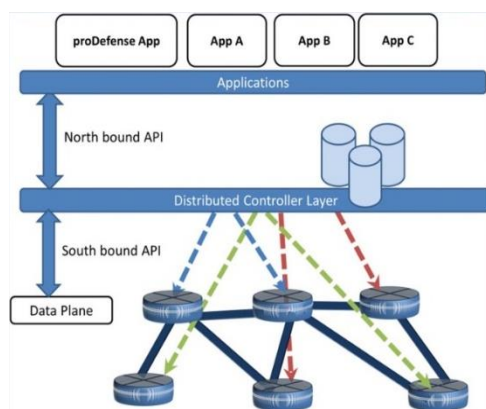 proDefense App
App A
App B
App C
Applications
North bound API
Distributed Controller Layer
South bound API
Data Plane